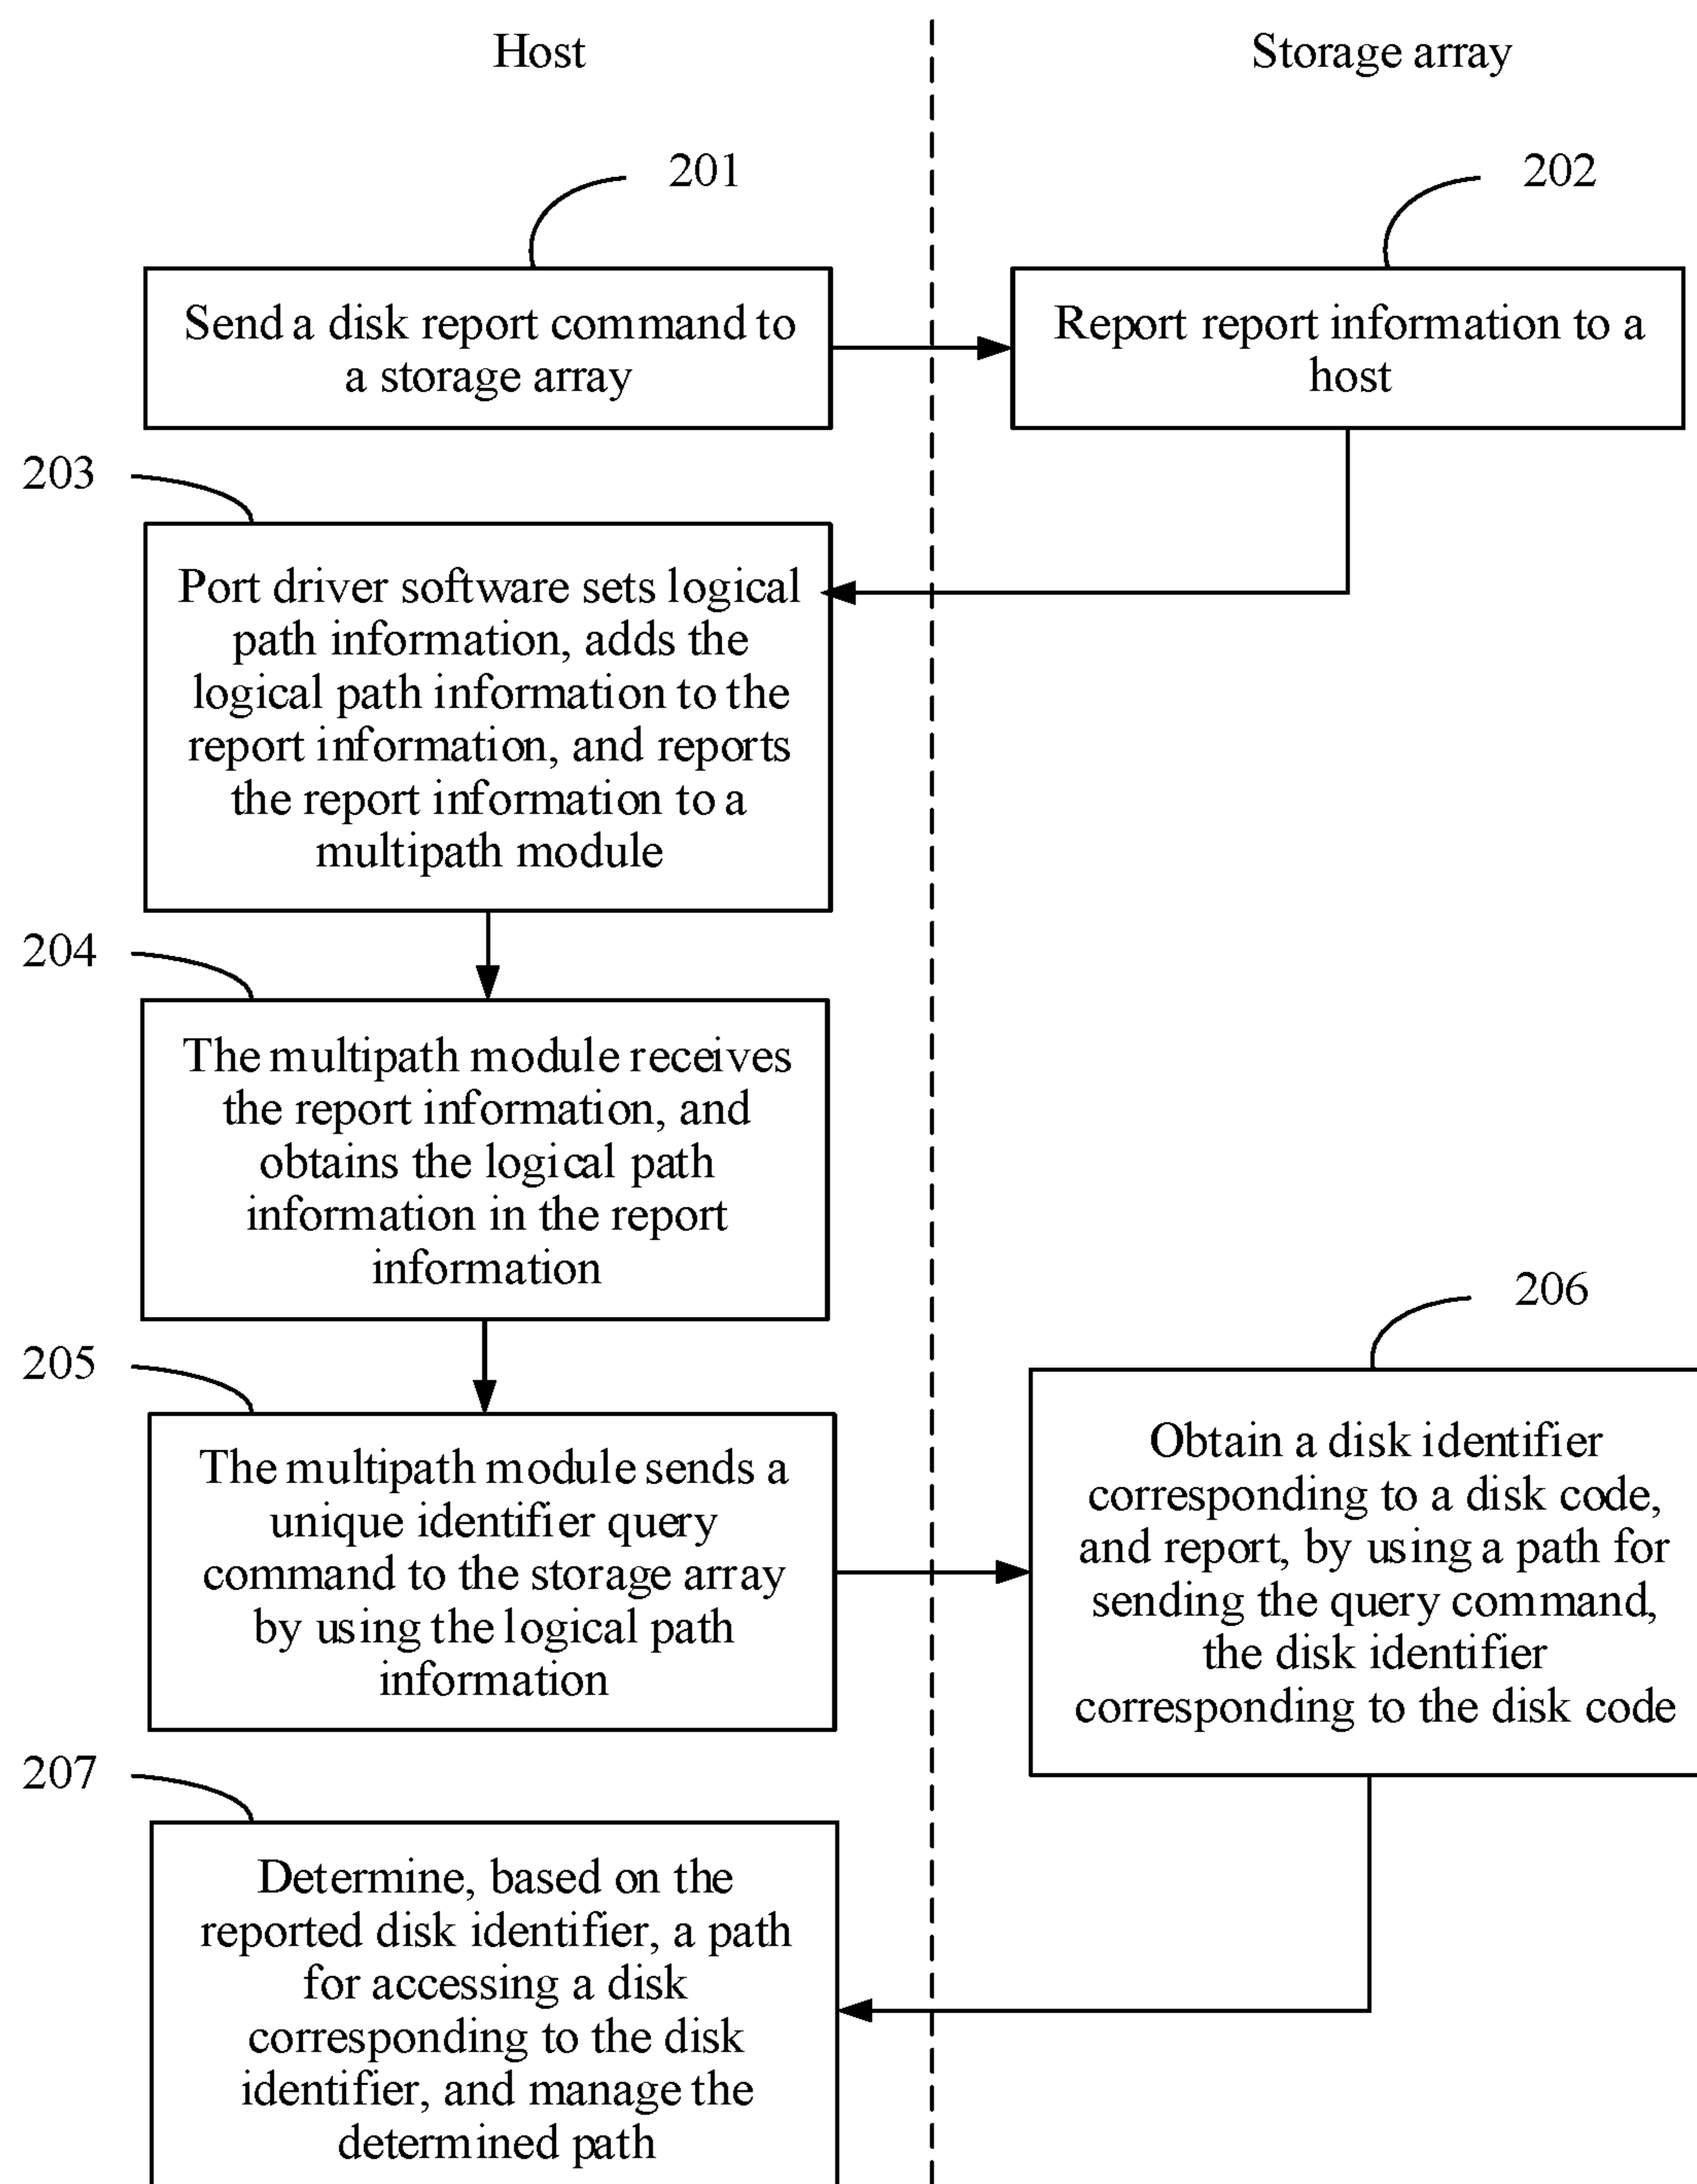 Host
Storage array
201
202
Send a disk report command to
a storage array
Report report information to a
host
203
Port driver software sets logical
path information, adds the
logical path information to the
report information, and reports
the report information to a
multipath module
204
The multipath module receives
the report information, and
obtains the logical path
information in the report
information
205
The multipath module sends a
unique identifier query
command to the storage array
by using the logical path
information
206
Obtain a disk identifier
corresponding to a disk code,
and report, by using a path for
sending the query command,
the disk identifier
corresponding to the disk code
207
Determine, based on the
reported disk identifier, a path
for accessing a disk
corresponding to the disk
identifier, and manage the
determined path